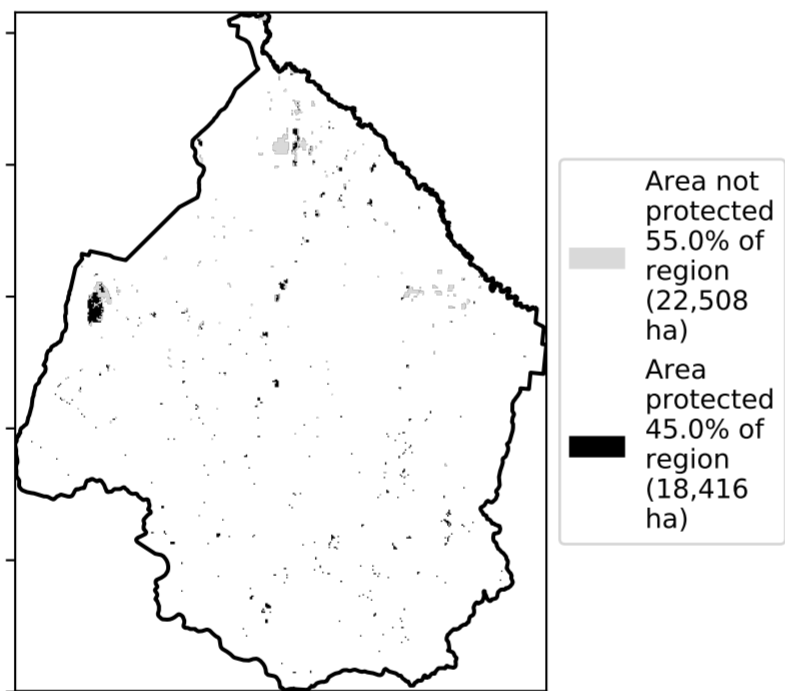 Area not
protected
55.0% of
region
(22,508
ha)
Area
protected
45.0% of
region
(18,416
ha)